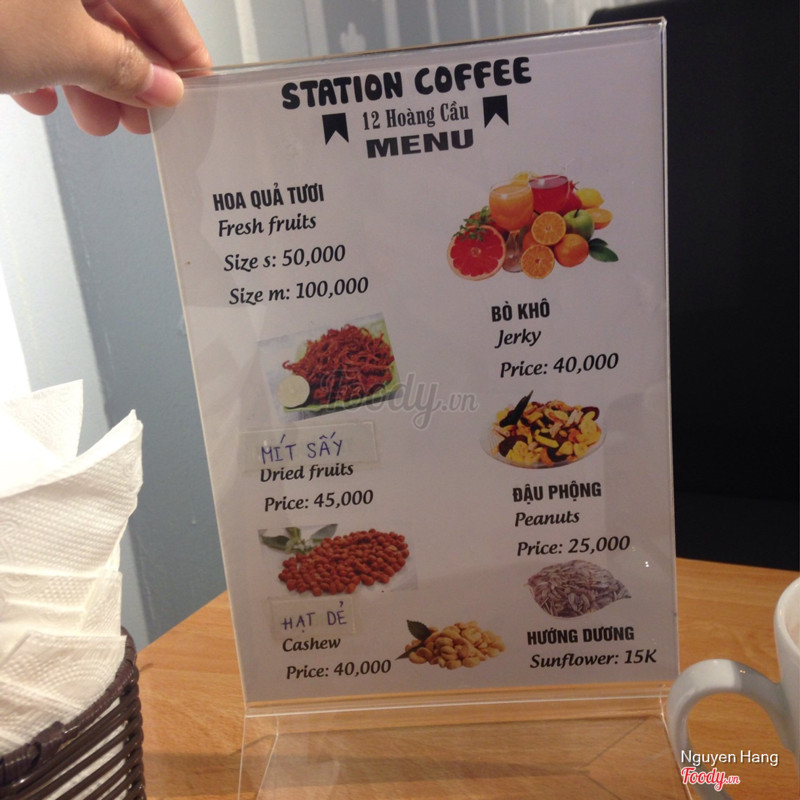 STATION COFFEE
12 Hoàng Cầu
MENU
HOA QUẢ TƯƠI
Fresh fruits
Size s: 50,000
Size m: 100,000
BÒ KHÔ
Jerky
Price: 40,000
MÍT SẤY
Dried fruits
Price: 45,000
ĐẬU PHỘNG
Peanuts
Price: 25,000
HẠT DẺ
Cashew
Price: 40,000
HƯỚNG DƯƠNG
Sunflower: 15K
Foody.vn
Nguyen Hang
Foody.vn